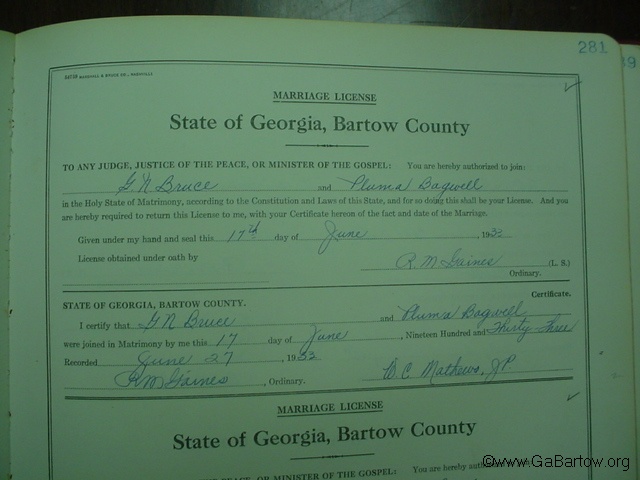 281
MARSHALL & BRUCE CO., NASHVILLE
MARRIAGE LICENSE
State of Georgia, Bartow County
TO ANY JUDGE, JUSTICE OF THE PEACE, OR MINISTER OF THE GOSPEL: You are hereby authorized to join:
G N Bruce and Pluma Bagwell
in the Holy State of Matrimony, according to the Constitution and Laws of this State, and for so doing this shall be your License. And you
are hereby required to return this License to me, with your Certificate hereon of the fact and date of the Marriage.
Given under my hand and seal this 17th day of June, 1933
License obtained under oath by R. M Gaines (L. S.)
Ordinary.
STATE OF GEORGIA, BARTOW COUNTY. Certificate.
I certify that G N Bruce and Pluma Bagwell
were joined in Matrimony by me this 17 day of June, Nineteen Hundred and Thirty Three
Recorded June 27, 1933
R M Gaines, Ordinary. W. C. Mathews, J P.
MARRIAGE LICENSE
State of Georgia, Bartow County
PEACE, OR MINISTER OF THE GOSPEL: You are hereby
©www.GaBartow.org